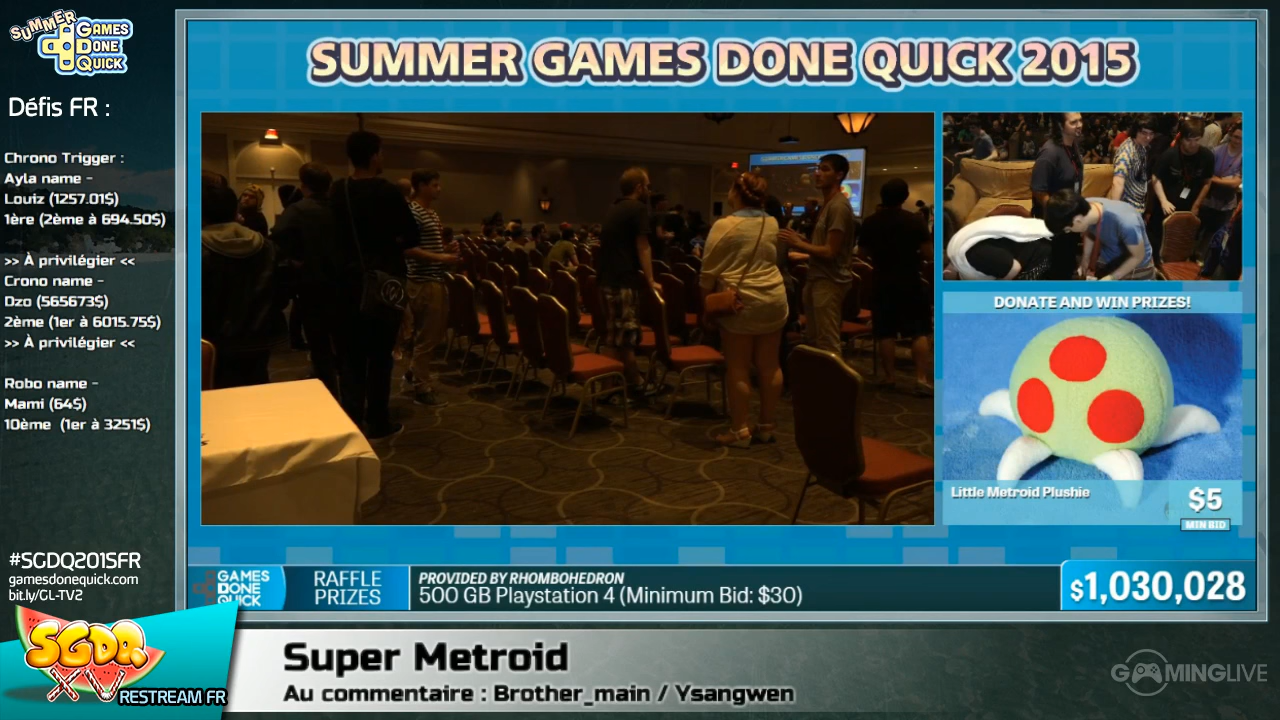 SUMMER
GAMES
DONE
QUICK
Défis FR :
Chrono Trigger :
Ayla name -
Louiz (1257.01$)
1ère (2ème à 694.50$)
>> À privilégier <<
Crono name -
Dzo (565673$)
2ème (1er à 6015.75$)
>> À privilégier <<
Robo name -
Mami (64$)
10ème (1er à 3251$)
#SGDQ2015FR
gamesdonequick.com
bit.ly/GL-TV2
SGDQ
XV
RESTREAM FR
SUMMER GAMES DONE QUICK 2015
DONATE AND WIN PRIZES!
Little Metroid Plushie
$5
MIN BID
GAMES
DONE
QUICK
RAFFLE
PRIZES
PROVIDED BY RHOMBOHEDRON
500 GB Playstation 4 (Minimum Bid: $30)
$1,030,028
Super Metroid
Au commentaire : Brother_main / Ysangwen
GAMINGLIVE